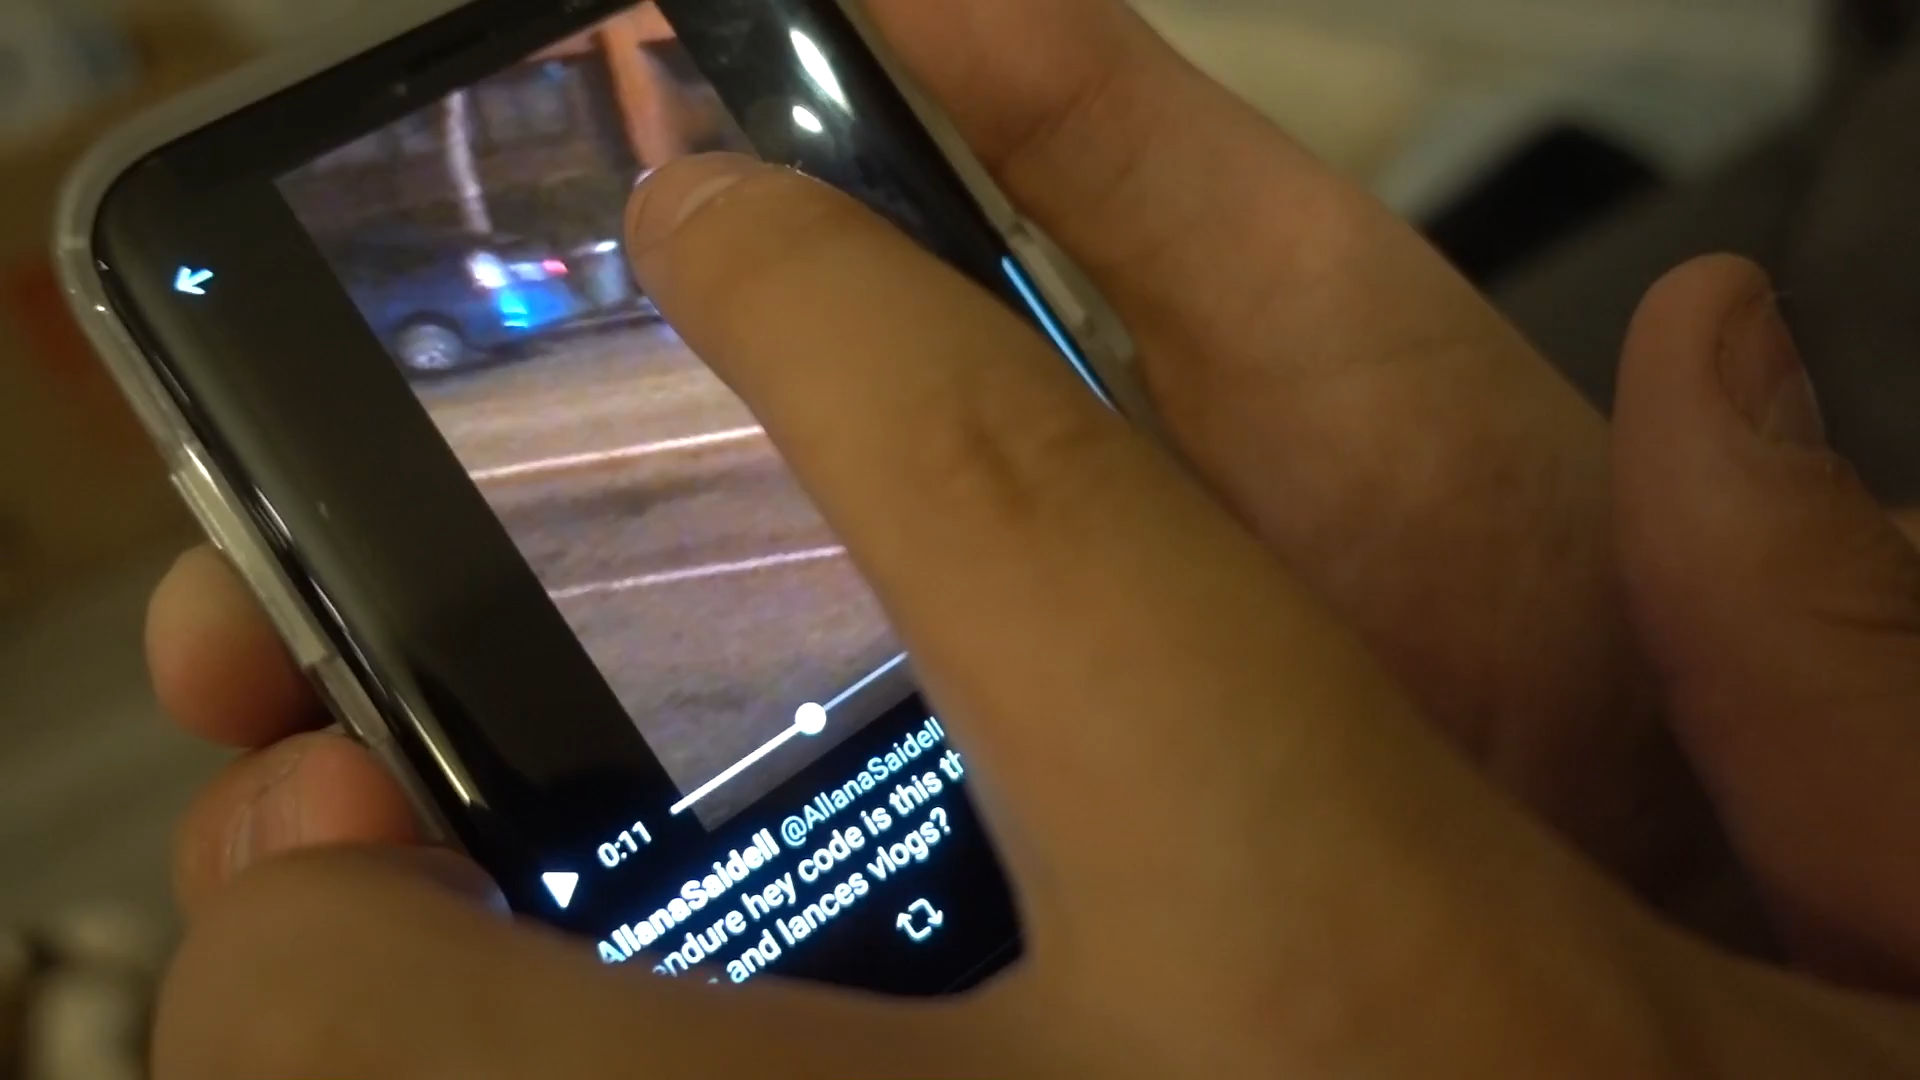 0:11
AllanaSaidell @AllanaSaidell
endure hey code is this th
and lances vlogs?